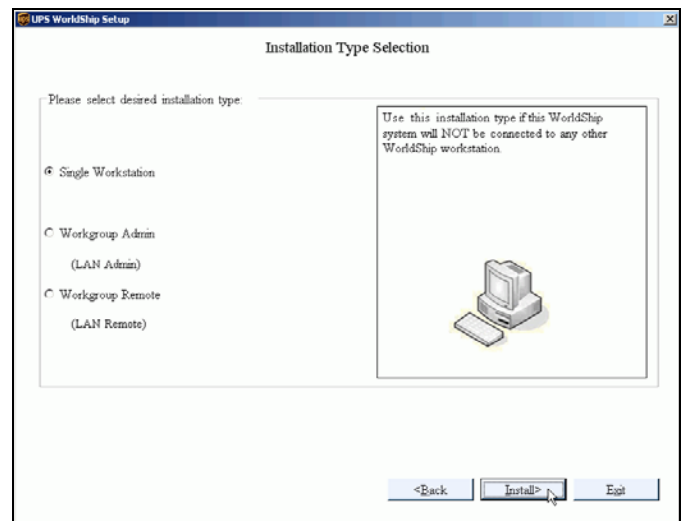 UPS WorldShip Setup
Installation Type Selection
Please select desired installation type:
Use this installation type if this WorldShip
system will NOT be connected to any other
WorldShip workstation.
Single Workstation
Workgroup Admin
(LAN Admin)
Workgroup Remote
(LAN Remote)
<Back
Install>
Exit